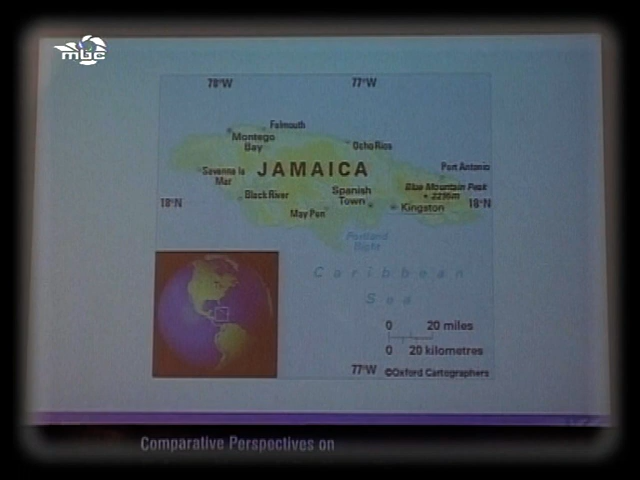 mbc
78°W 77°W
Falmouth
Montego
Bay
Ocho Rios
JAMAICA
Port Antonio
Savanna la
Mar
Blue Mountain Peak
2256m
Black River
Spanish
Town
18°N
Kingston
18°N
May Pen
Portland
Bight
Caribbean
Sea
0 20 miles
0 20 kilometres
77°W ©Oxford Cartographers
Comparative Perspectives on